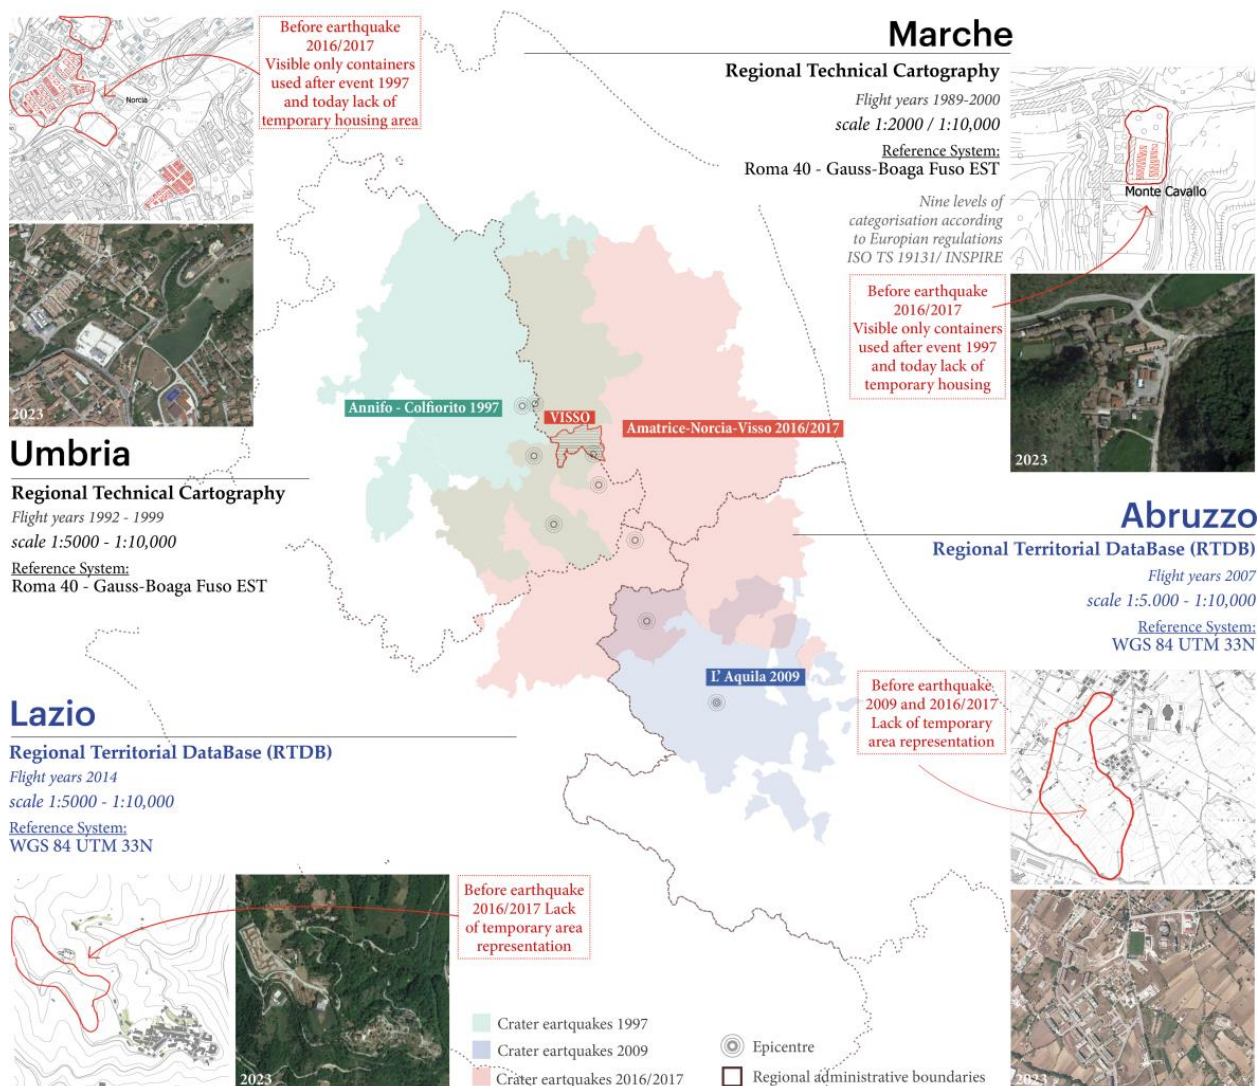 Before earthquake
2016/2017
Visible only containers
used after event 1997
and today lack of
temporary housing area
Norcia
2023
Umbria
Regional Technical Cartography
Flight years 1992 - 1999
scale 1:5000 - 1:10,000
Reference System:
Roma 40 - Gauss-Boaga Fuso EST
Marche
Regional Technical Cartography
Flight years 1989-2000
scale 1:2000 / 1:10,000
Reference System:
Roma 40 - Gauss-Boaga Fuso EST
Nine levels of
categorisation according
to Europian regulations
ISO TS 19131/ INSPIRE
Monte Cavallo
Before earthquake
2016/2017
Visible only containers
used after event 1997
and today lack of
temporary housing
2023
Annifo - Colfiorito 1997
VISSO
Amatrice-Norcia-Visso 2016/2017
L' Aquila 2009
Abruzzo
Regional Territorial DataBase (RTDB)
Flight years 2007
scale 1:5.000 - 1:10,000
Reference System:
WGS 84 UTM 33N
Before earthquake
2009 and 2016/2017
Lack of temporary
area representation
2023
Lazio
Regional Territorial DataBase (RTDB)
Flight years 2014
scale 1:5000 - 1:10,000
Reference System:
WGS 84 UTM 33N
Before earthquake
2016/2017 Lack
of temporary area
representation
2023
Crater eartquakes 1997
Crater eartquakes 2009
Crater eartquakes 2016/2017
Epicentre
Regional administrative boundaries